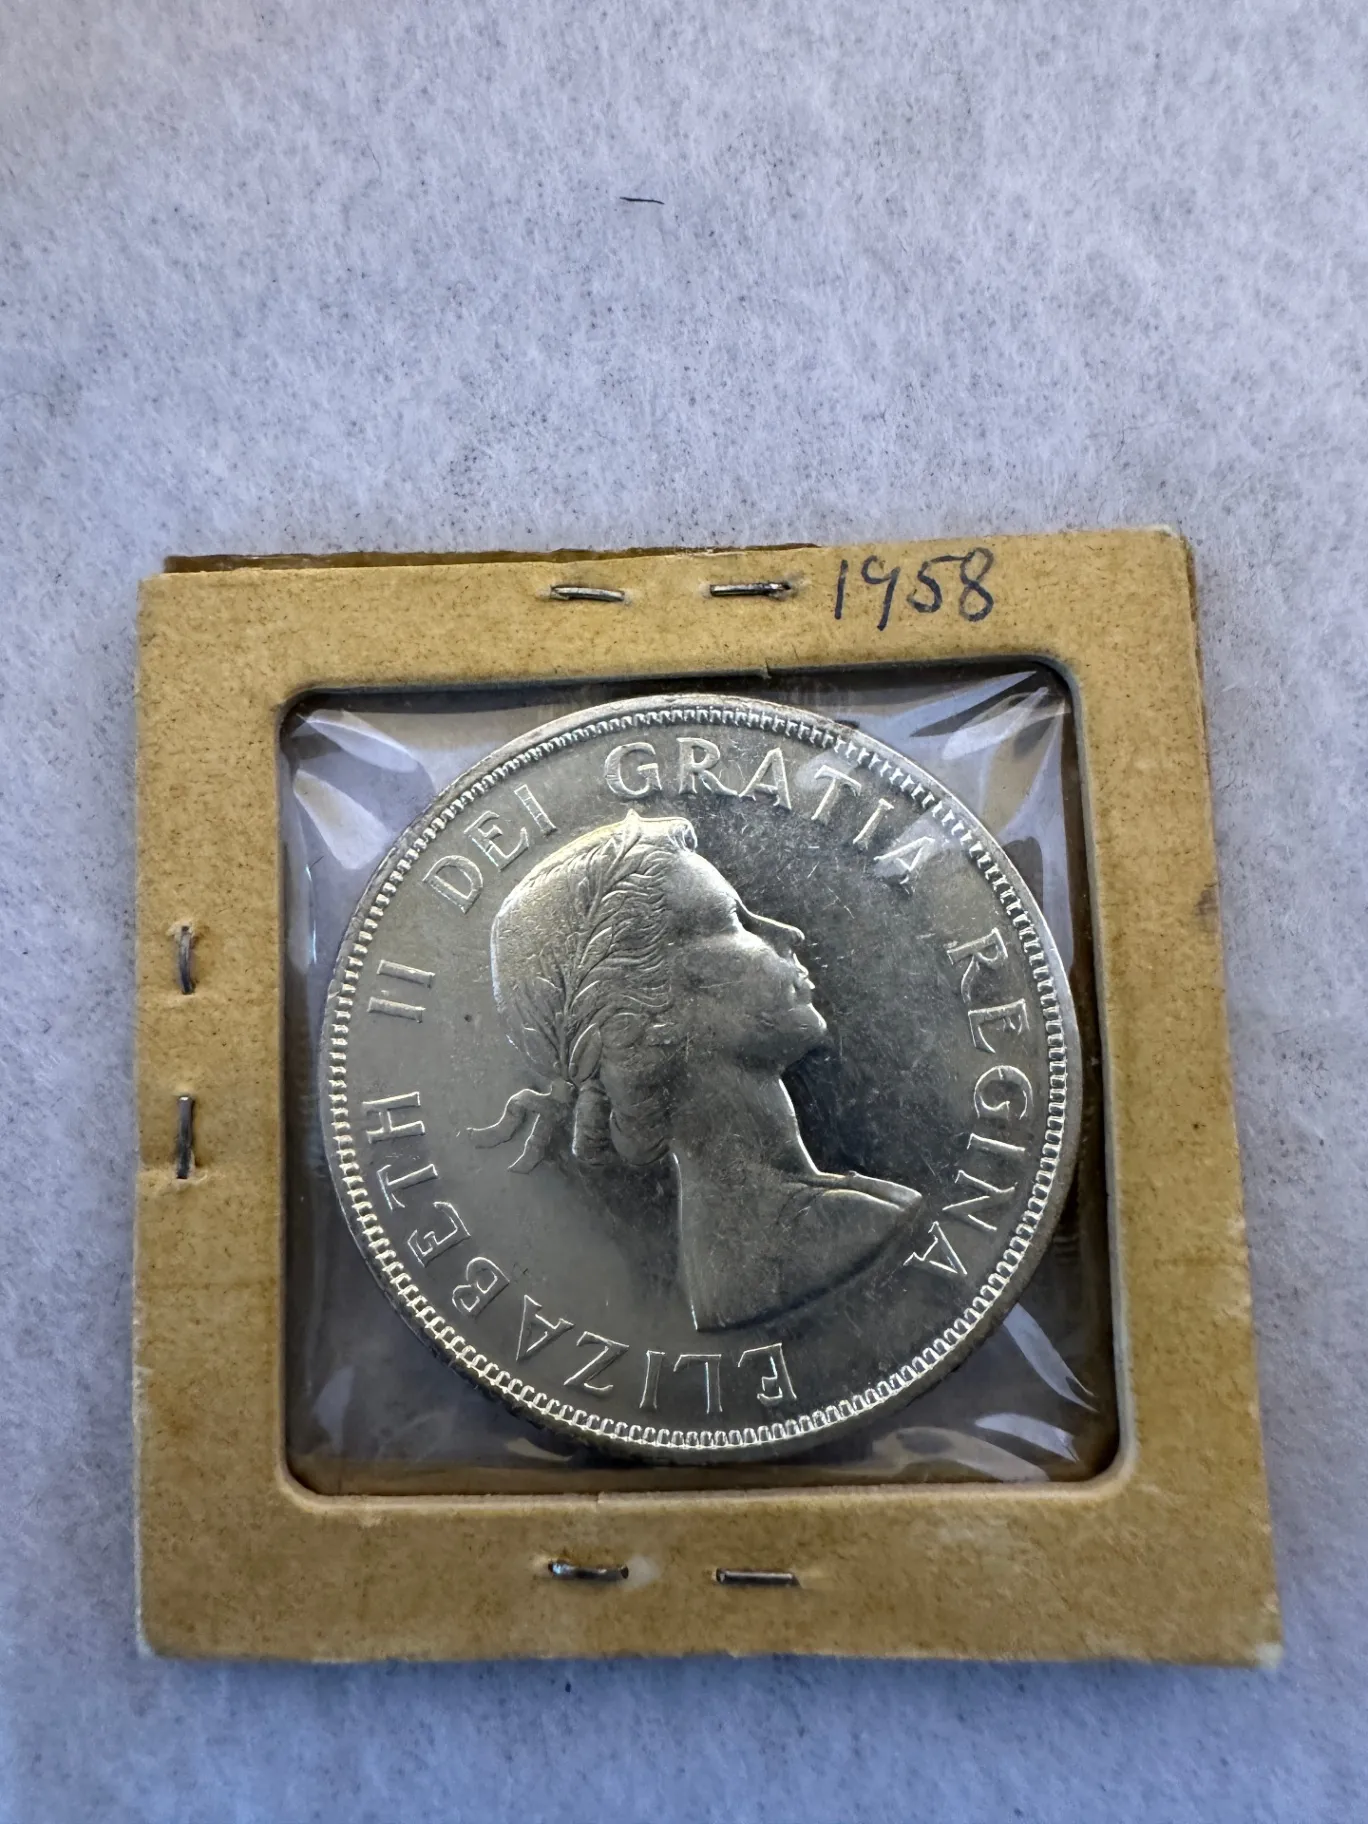 1958
ELIZABETH II DEI GRATIA REGINA